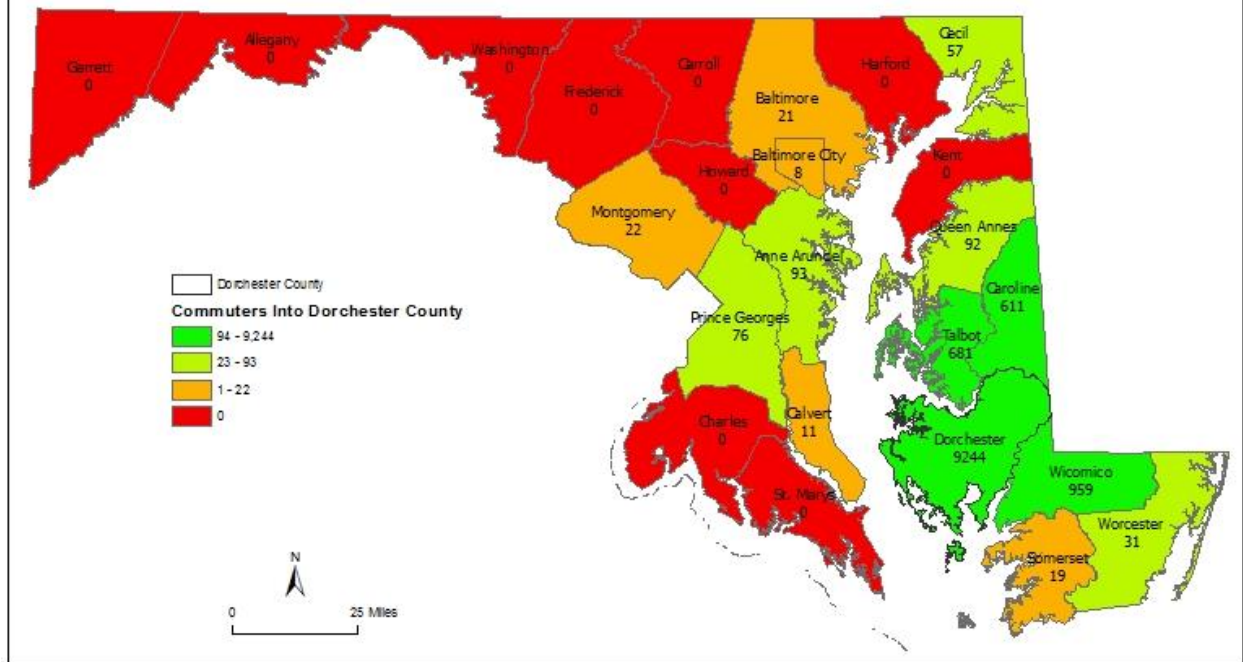 Garrett
0
Allegany
0
Washington
0
Frederick
0
Carroll
0
Baltimore
21
Baltimore City
8
Harford
0
Cecil
57
Kent
0
Howard
0
Montgomery
22
Queen Annes
92
Anne Arundel
93
Caroline
611
Prince Georges
76
Talbot
681
Calvert
11
Charles
0
St. Marys
0
Dorchester
9244
Wicomico
959
Worcester
31
Somerset
19
Dorchester County
Commuters Into Dorchester County
94 - 9,244
23 - 93
1 - 22
0
N
0 25 Miles